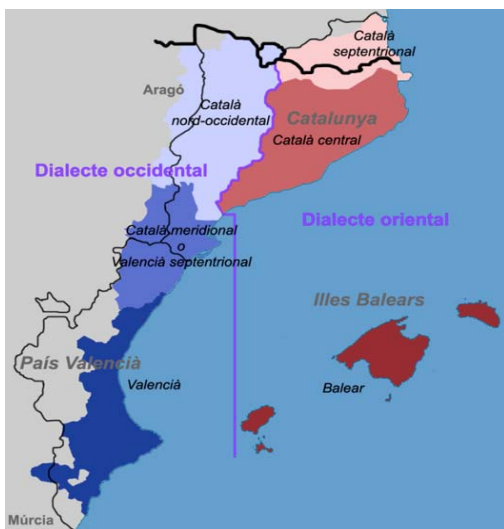 Català
septentrional
Aragó
Català
nord-occidental
Catalunya
Català central
Dialecte occidental
Dialecte oriental
Català meridional
o
Valencià septentrional
Illes Balears
País Valencià
Valencià
Balear
Múrcia